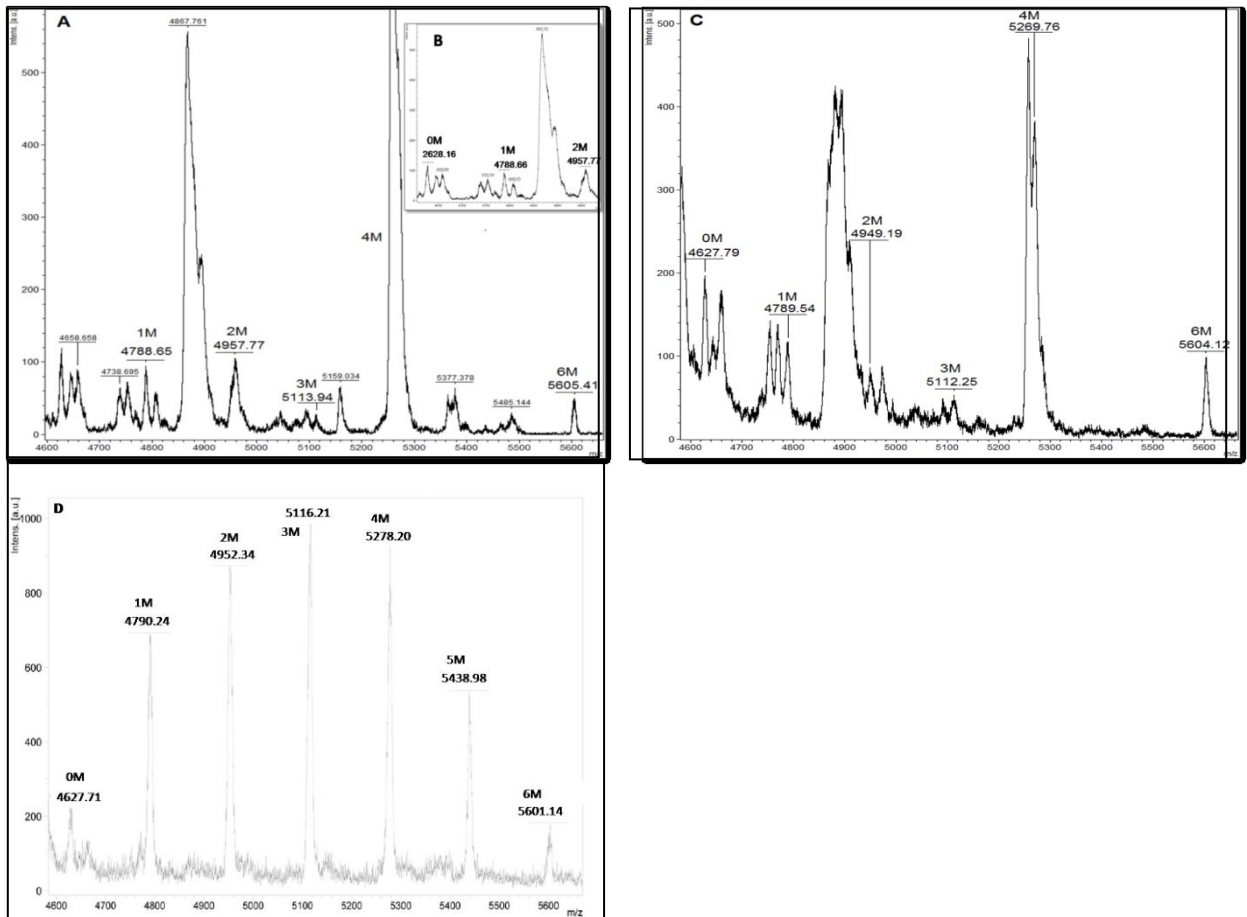 A
Intens. [a.u.]
4867.761
500
400
300
200
100
0
4M
1M
4788.65
2M
4957.77
3M
5113.94
6M
5605.41
4658.658
4738.695
5159.034
5377.378
5485.144
4600 4700 4800 4900 5000 5100 5200 5300 5400 5500 5600
m/z
B
0M
2628.16
1M
4788.66
2M
4957.77
C
Intens. [a.u.]
500
400
300
200
100
0
4M
5269.76
0M
4627.79
1M
4789.54
2M
4949.19
3M
5112.25
6M
5604.12
4600 4700 4800 4900 5000 5100 5200 5300 5400 5500 5600
m/z
D
Intens. [a.u.]
1000
800
600
400
200
0
0M
4627.71
1M
4790.24
2M
4952.34
5116.21
3M
4M
5278.20
5M
5438.98
6M
5601.14
4600 4700 4800 4900 5000 5100 5200 5300 5400 5500 5600
m/z